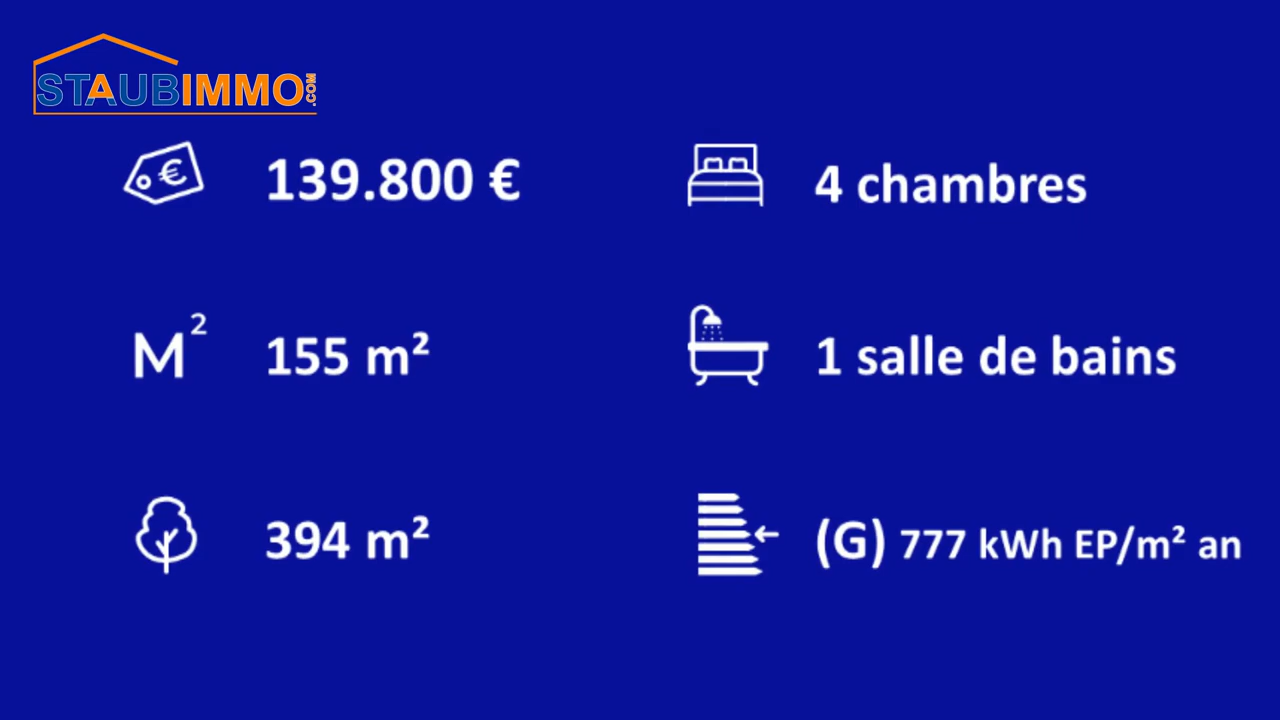 STAUBIMMO.COM
139.800 €
4 chambres
M²
155 m²
1 salle de bains
394 m²
(G) 777 kWh EP/m² an